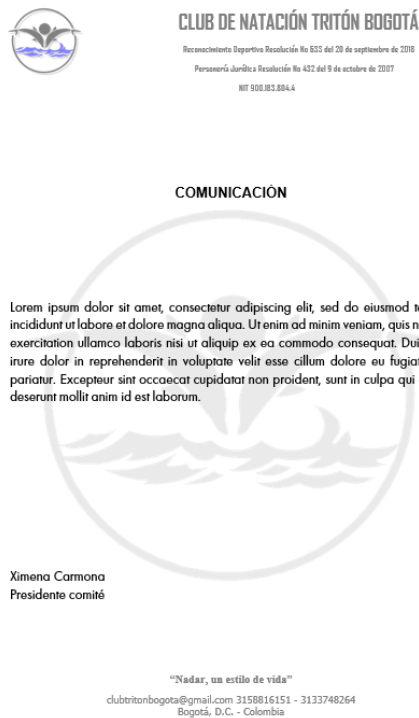 CLUB DE NATACIÓN TRITÓN BOGOTÁ
Reconocimiento Deportivo Resolución No 633 del 20 de septiembre de 2018
Personería Jurídica Resolución No 432 del 9 de octubre de 2007
NIT 900.183.804.4
COMUNICACIÓN
Lorem ipsum dolor sit amet, consectetur adipiscing elit, sed do eiusmod
incididunt ut labore et dolore magna aliqua. Ut enim ad minim veniam, quis
exercitation ullamco laboris nisi ut aliquip ex ea commodo consequat. Dui
irure dolor in reprehenderit in voluptate velit esse cillum dolore eu fugiat
pariatur. Excepteur sint occaecat cupidatat non proident, sunt in culpa qui
deserunt mollit anim id est laborum.
Ximena Carmona
Presidente comité
“Nadar, un estilo de vida”
clubtritonbogota@gmail.com 3158816151 - 3133748264
Bogotá, D.C. - Colombia